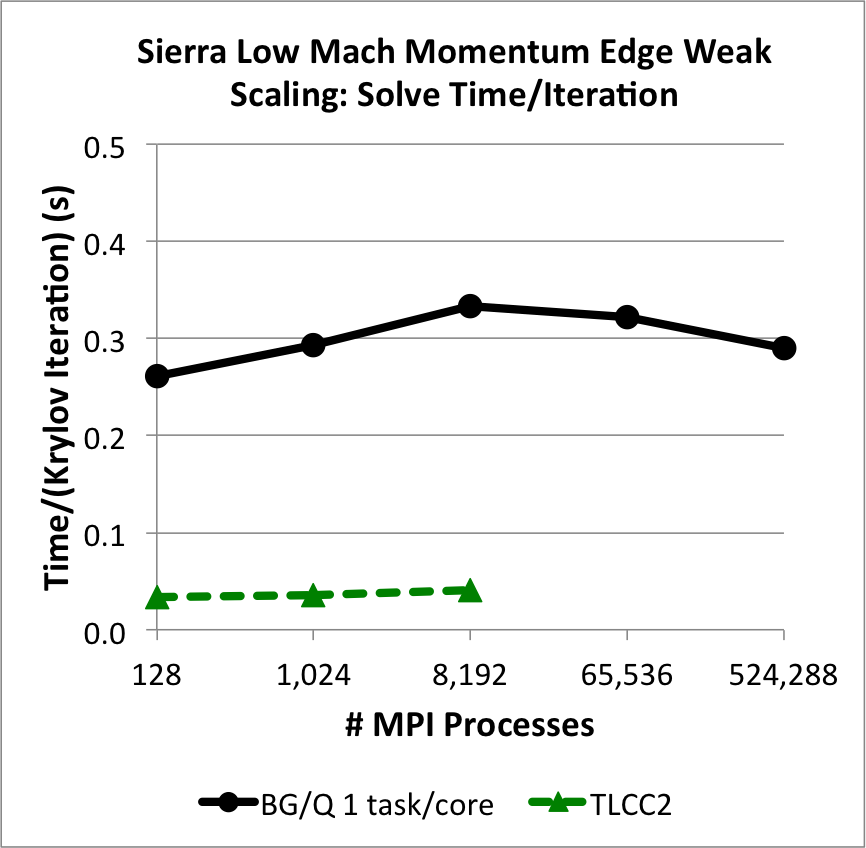 Sierra Low Mach Momentum Edge Weak
Scaling: Solve Time/Iteration
Time/(Krylov Iteration) (s)
0.5
0.4
0.3
0.2
0.1
0.0
128 1,024 8,192 65,536 524,288
# MPI Processes
BG/Q 1 task/core TLCC2